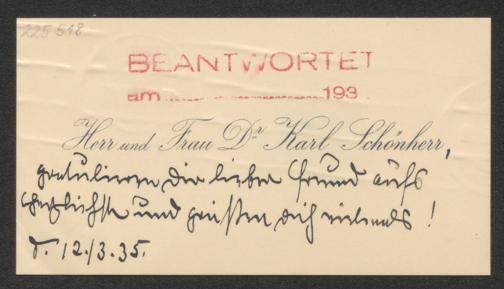 225 518
BEANTWORTET
am ........................ 193
Herr und Frau Dr. Karl Schönherr,
gratulieren Dir lieber Freund aufs
herzlichste und grüssen dich vielmals!
d. 12./3.35.